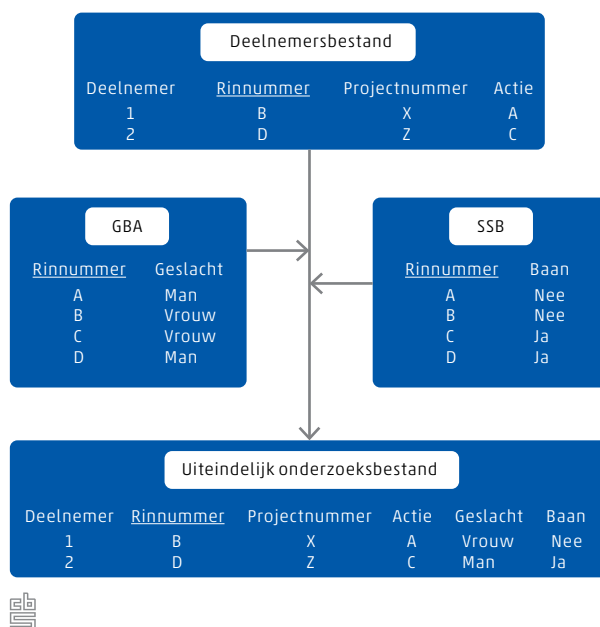 Deelnemersbestand
Deelnemer Rinnummer Projectnummer Actie
1 B X A
2 D Z C
GBA
Rinnummer Geslacht
A Man
B Vrouw
C Vrouw
D Man
SSB
Rinnummer Baan
A Nee
B Nee
C Ja
D Ja
Uiteindelijk onderzoeksbestand
Deelnemer Rinnummer Projectnummer Actie Geslacht Baan
1 B X A Vrouw Nee
2 D Z C Man Ja
cbs